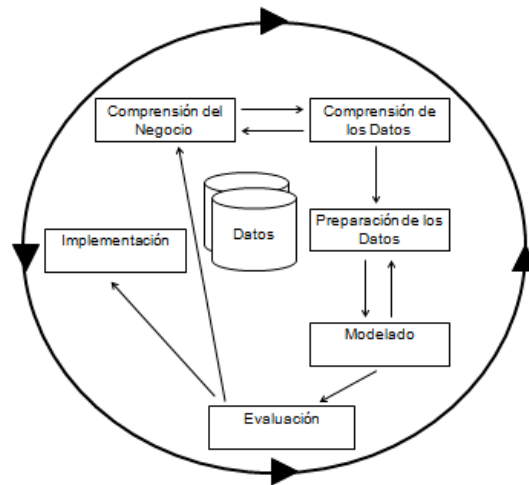 Comprensión del
Negocio
Comprensión de
los Datos
Datos
Preparación de los
Datos
Implementación
Modelado
Evaluación